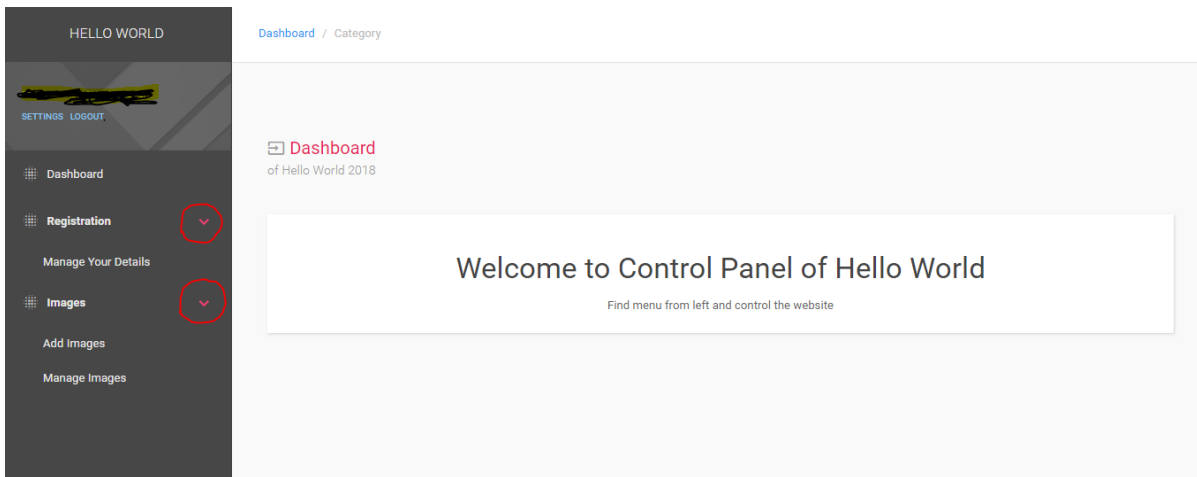 HELLO WORLD
SETTINGS LOGOUT
Dashboard
Registration
Manage Your Details
Images
Add Images
Manage Images
Dashboard / Category
Dashboard
of Hello World 2018
Welcome to Control Panel of Hello World
Find menu from left and control the website